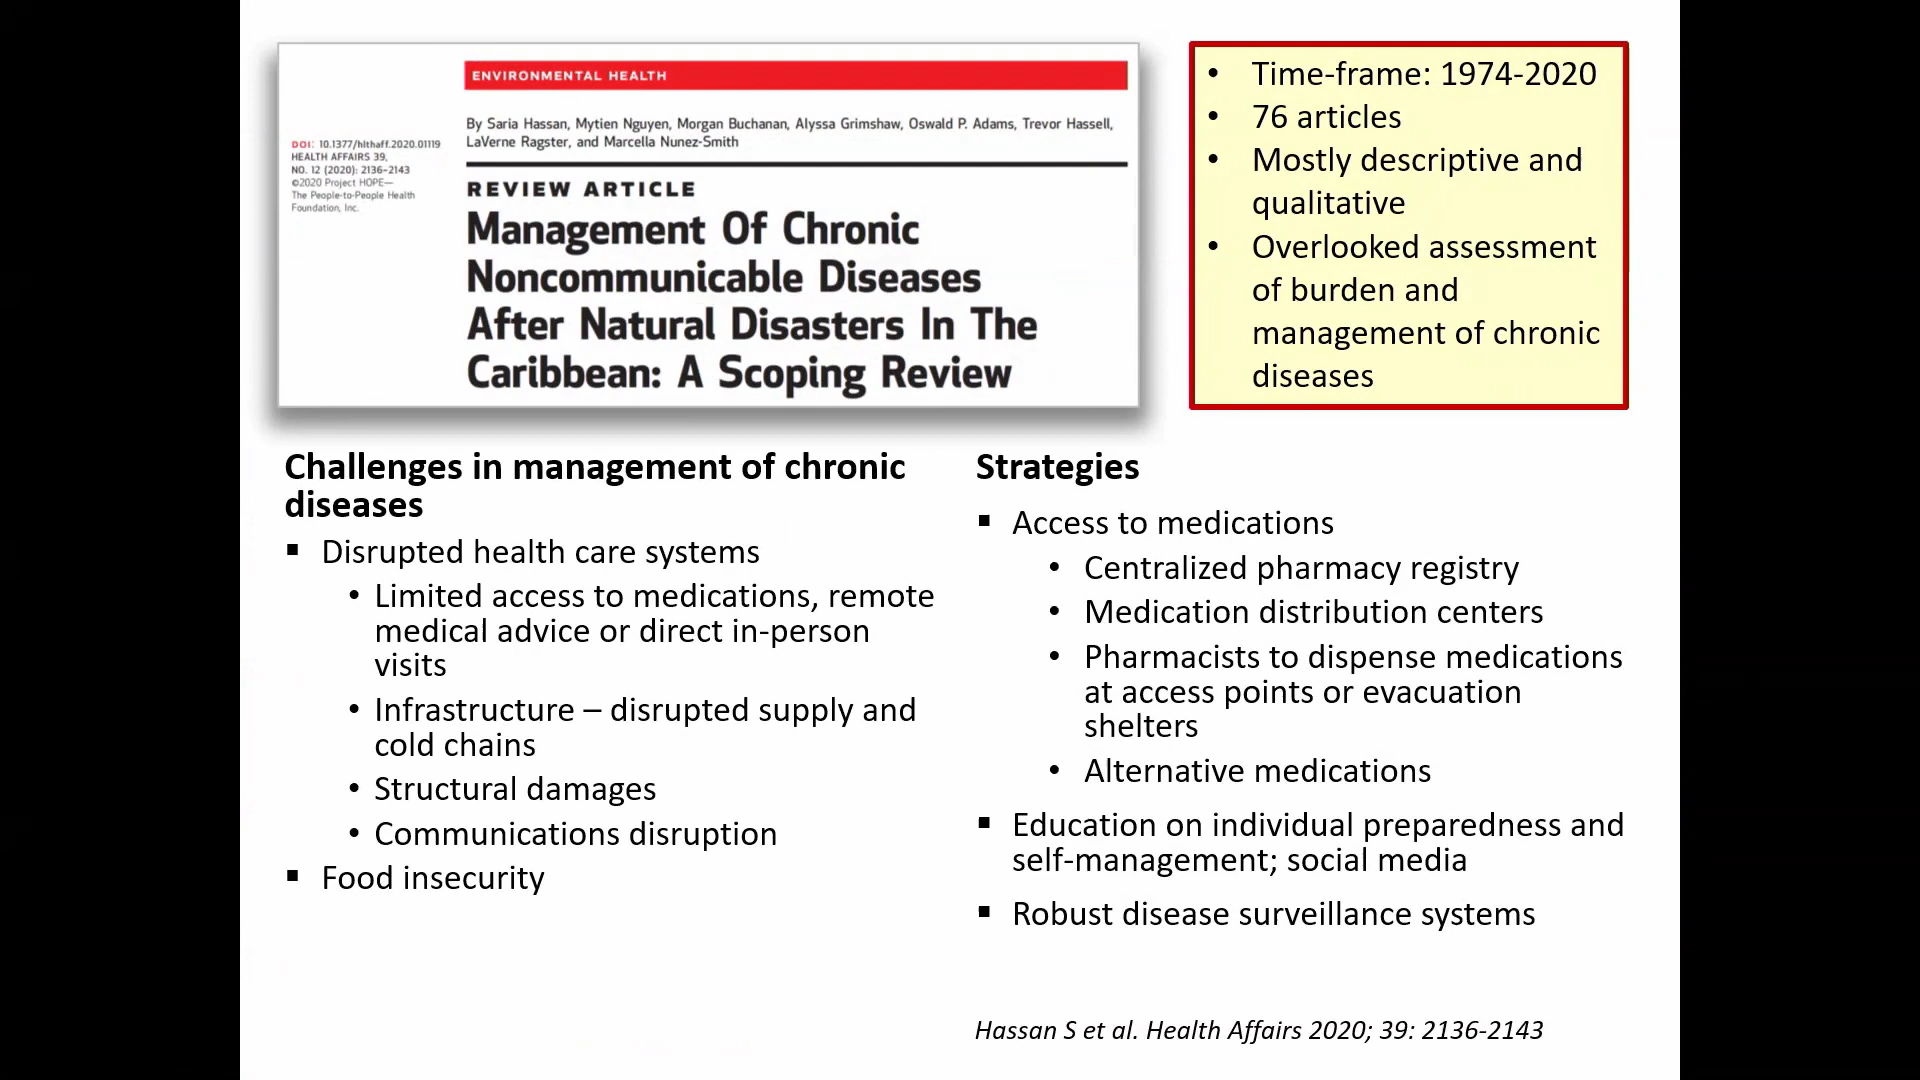 ENVIRONMENTAL HEALTH
By Saria Hassan, Mytien Nguyen, Morgan Buchanan, Alyssa Grimshaw, Oswald P. Adams, Trevor Hassell,
LaVerne Ragster, and Marcella Nunez-Smith
DOI: 10.1377/hlthaff.2020.01119
HEALTH AFFAIRS 39,
NO. 12 (2020): 2136–2143
©2020 Project HOPE—
The People-to-People Health
Foundation, Inc.
REVIEW ARTICLE
Management Of Chronic
Noncommunicable Diseases
After Natural Disasters In The
Caribbean: A Scoping Review
• Time-frame: 1974-2020
• 76 articles
• Mostly descriptive and
qualitative
• Overlooked assessment
of burden and
management of chronic
diseases
Challenges in management of chronic
diseases
▪ Disrupted health care systems
• Limited access to medications, remote
medical advice or direct in-person
visits
• Infrastructure – disrupted supply and
cold chains
• Structural damages
• Communications disruption
▪ Food insecurity
Strategies
▪ Access to medications
• Centralized pharmacy registry
• Medication distribution centers
• Pharmacists to dispense medications
at access points or evacuation
shelters
• Alternative medications
▪ Education on individual preparedness and
self-management; social media
▪ Robust disease surveillance systems
Hassan S et al. Health Affairs 2020; 39: 2136-2143